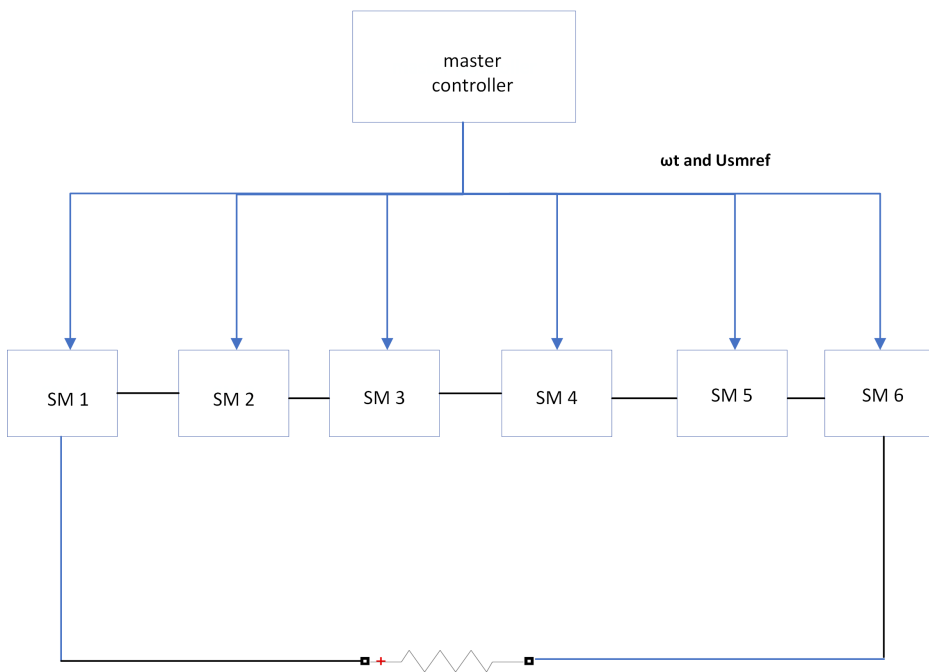 master
controller
ωt and Usmref
SM 1
SM 2
SM 3
SM 4
SM 5
SM 6
+